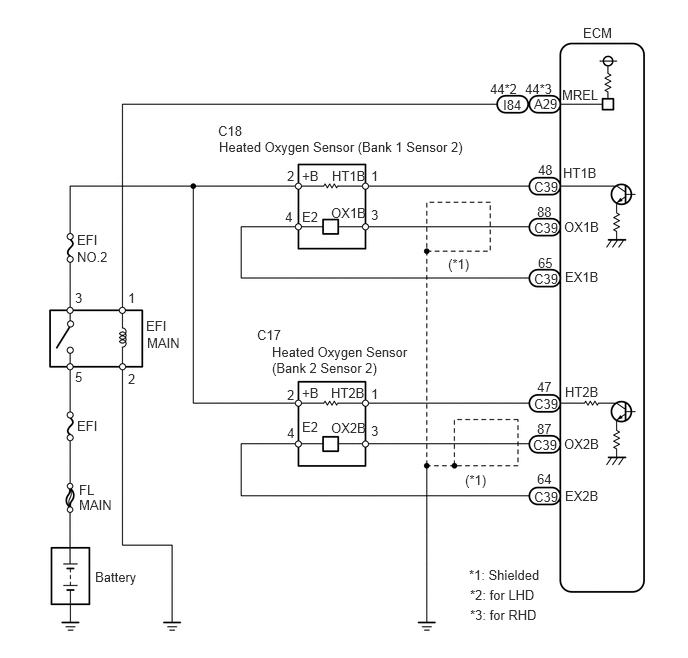 ECM
44*2 44*3
I84 A29 MREL
C18
Heated Oxygen Sensor (Bank 1 Sensor 2)
2 +B HT1B 1
48
C39
HT1B
4 E2 OX1B 3
88
C39
OX1B
(*1)
65
C39
EX1B
EFI
NO.2
3 1
EFI
MAIN
5 2
C17
Heated Oxygen Sensor
(Bank 2 Sensor 2)
2 +B HT2B 1
47
C39
HT2B
4 E2 OX2B 3
87
C39
OX2B
(*1)
64
C39
EX2B
EFI
FL
MAIN
Battery
*1: Shielded
*2: for LHD
*3: for RHD